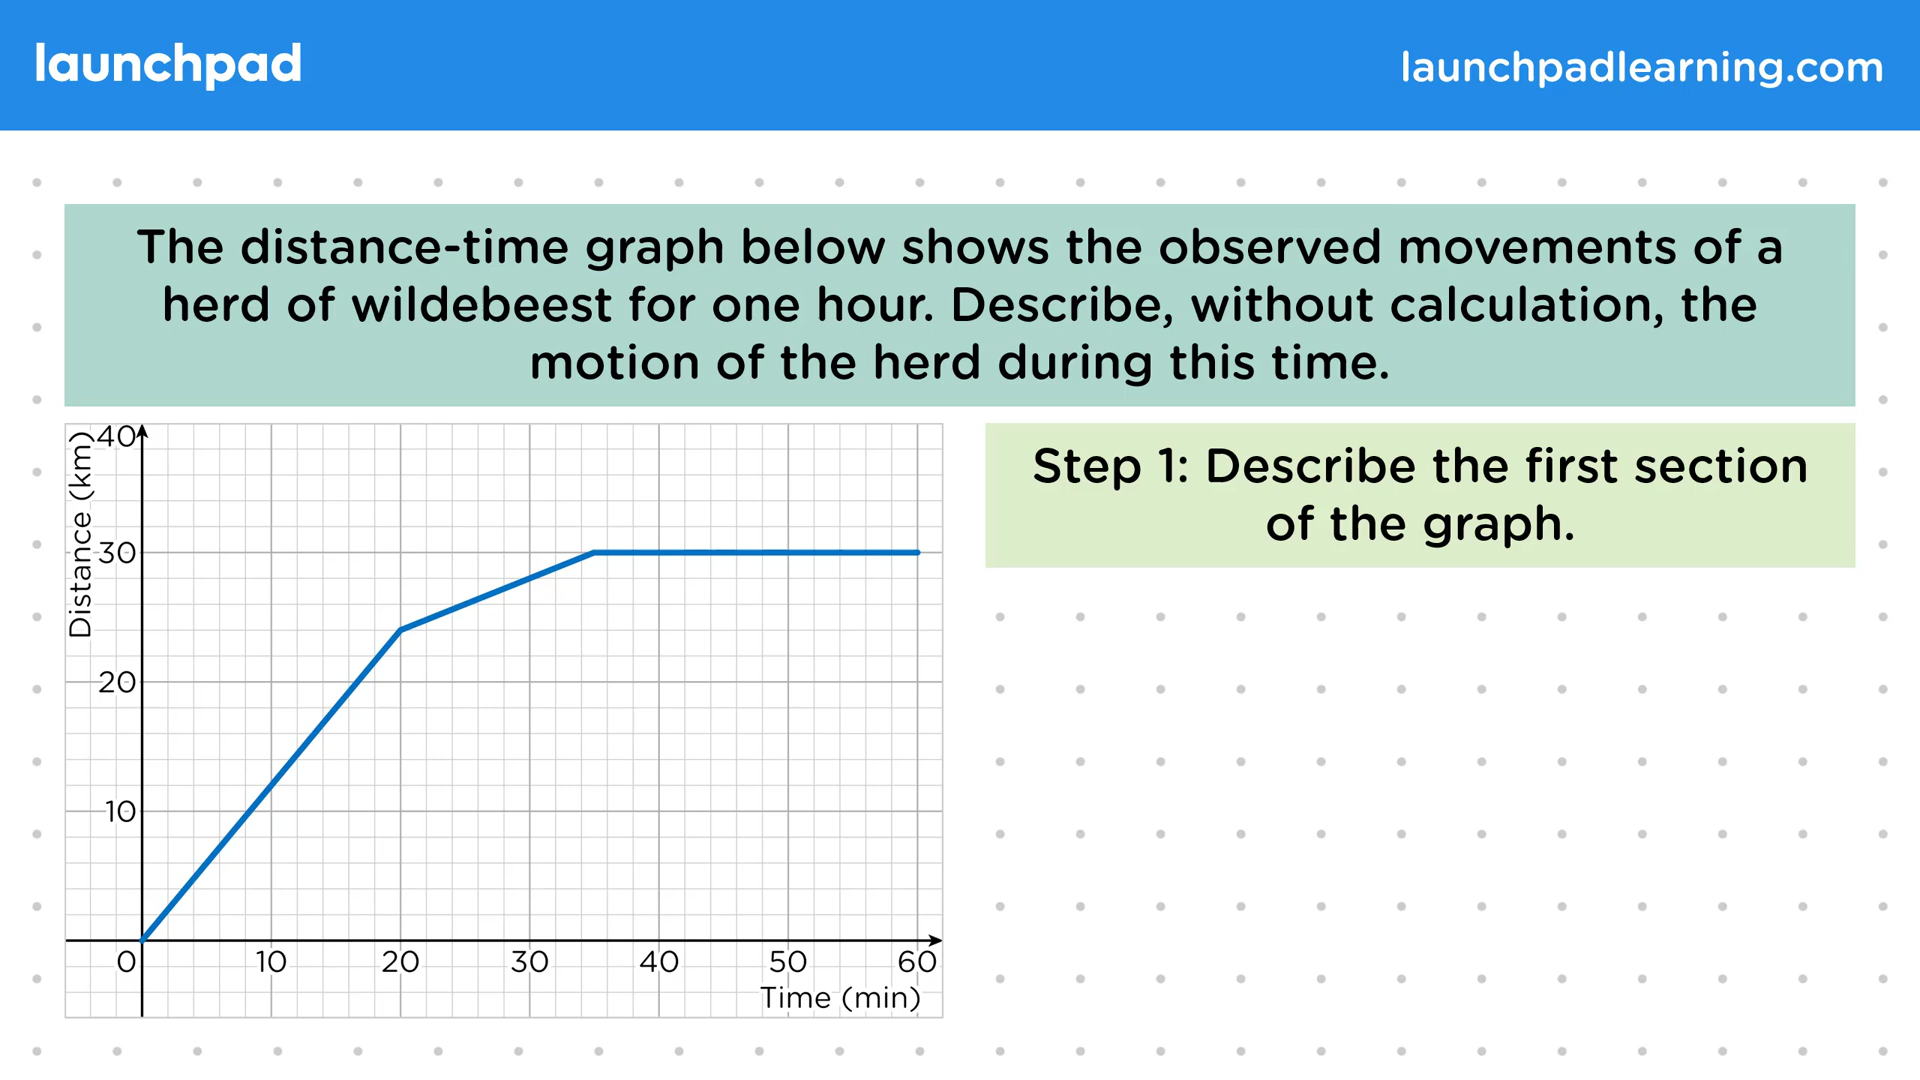 launchpad
launchpadlearning.com
The distance-time graph below shows the observed movements of a
herd of wildebeest for one hour. Describe, without calculation, the
motion of the herd during this time.
Step 1: Describe the first section
of the graph.
Distance (km)
40
30
20
10
0
10
20
30
40
50
60
Time (min)